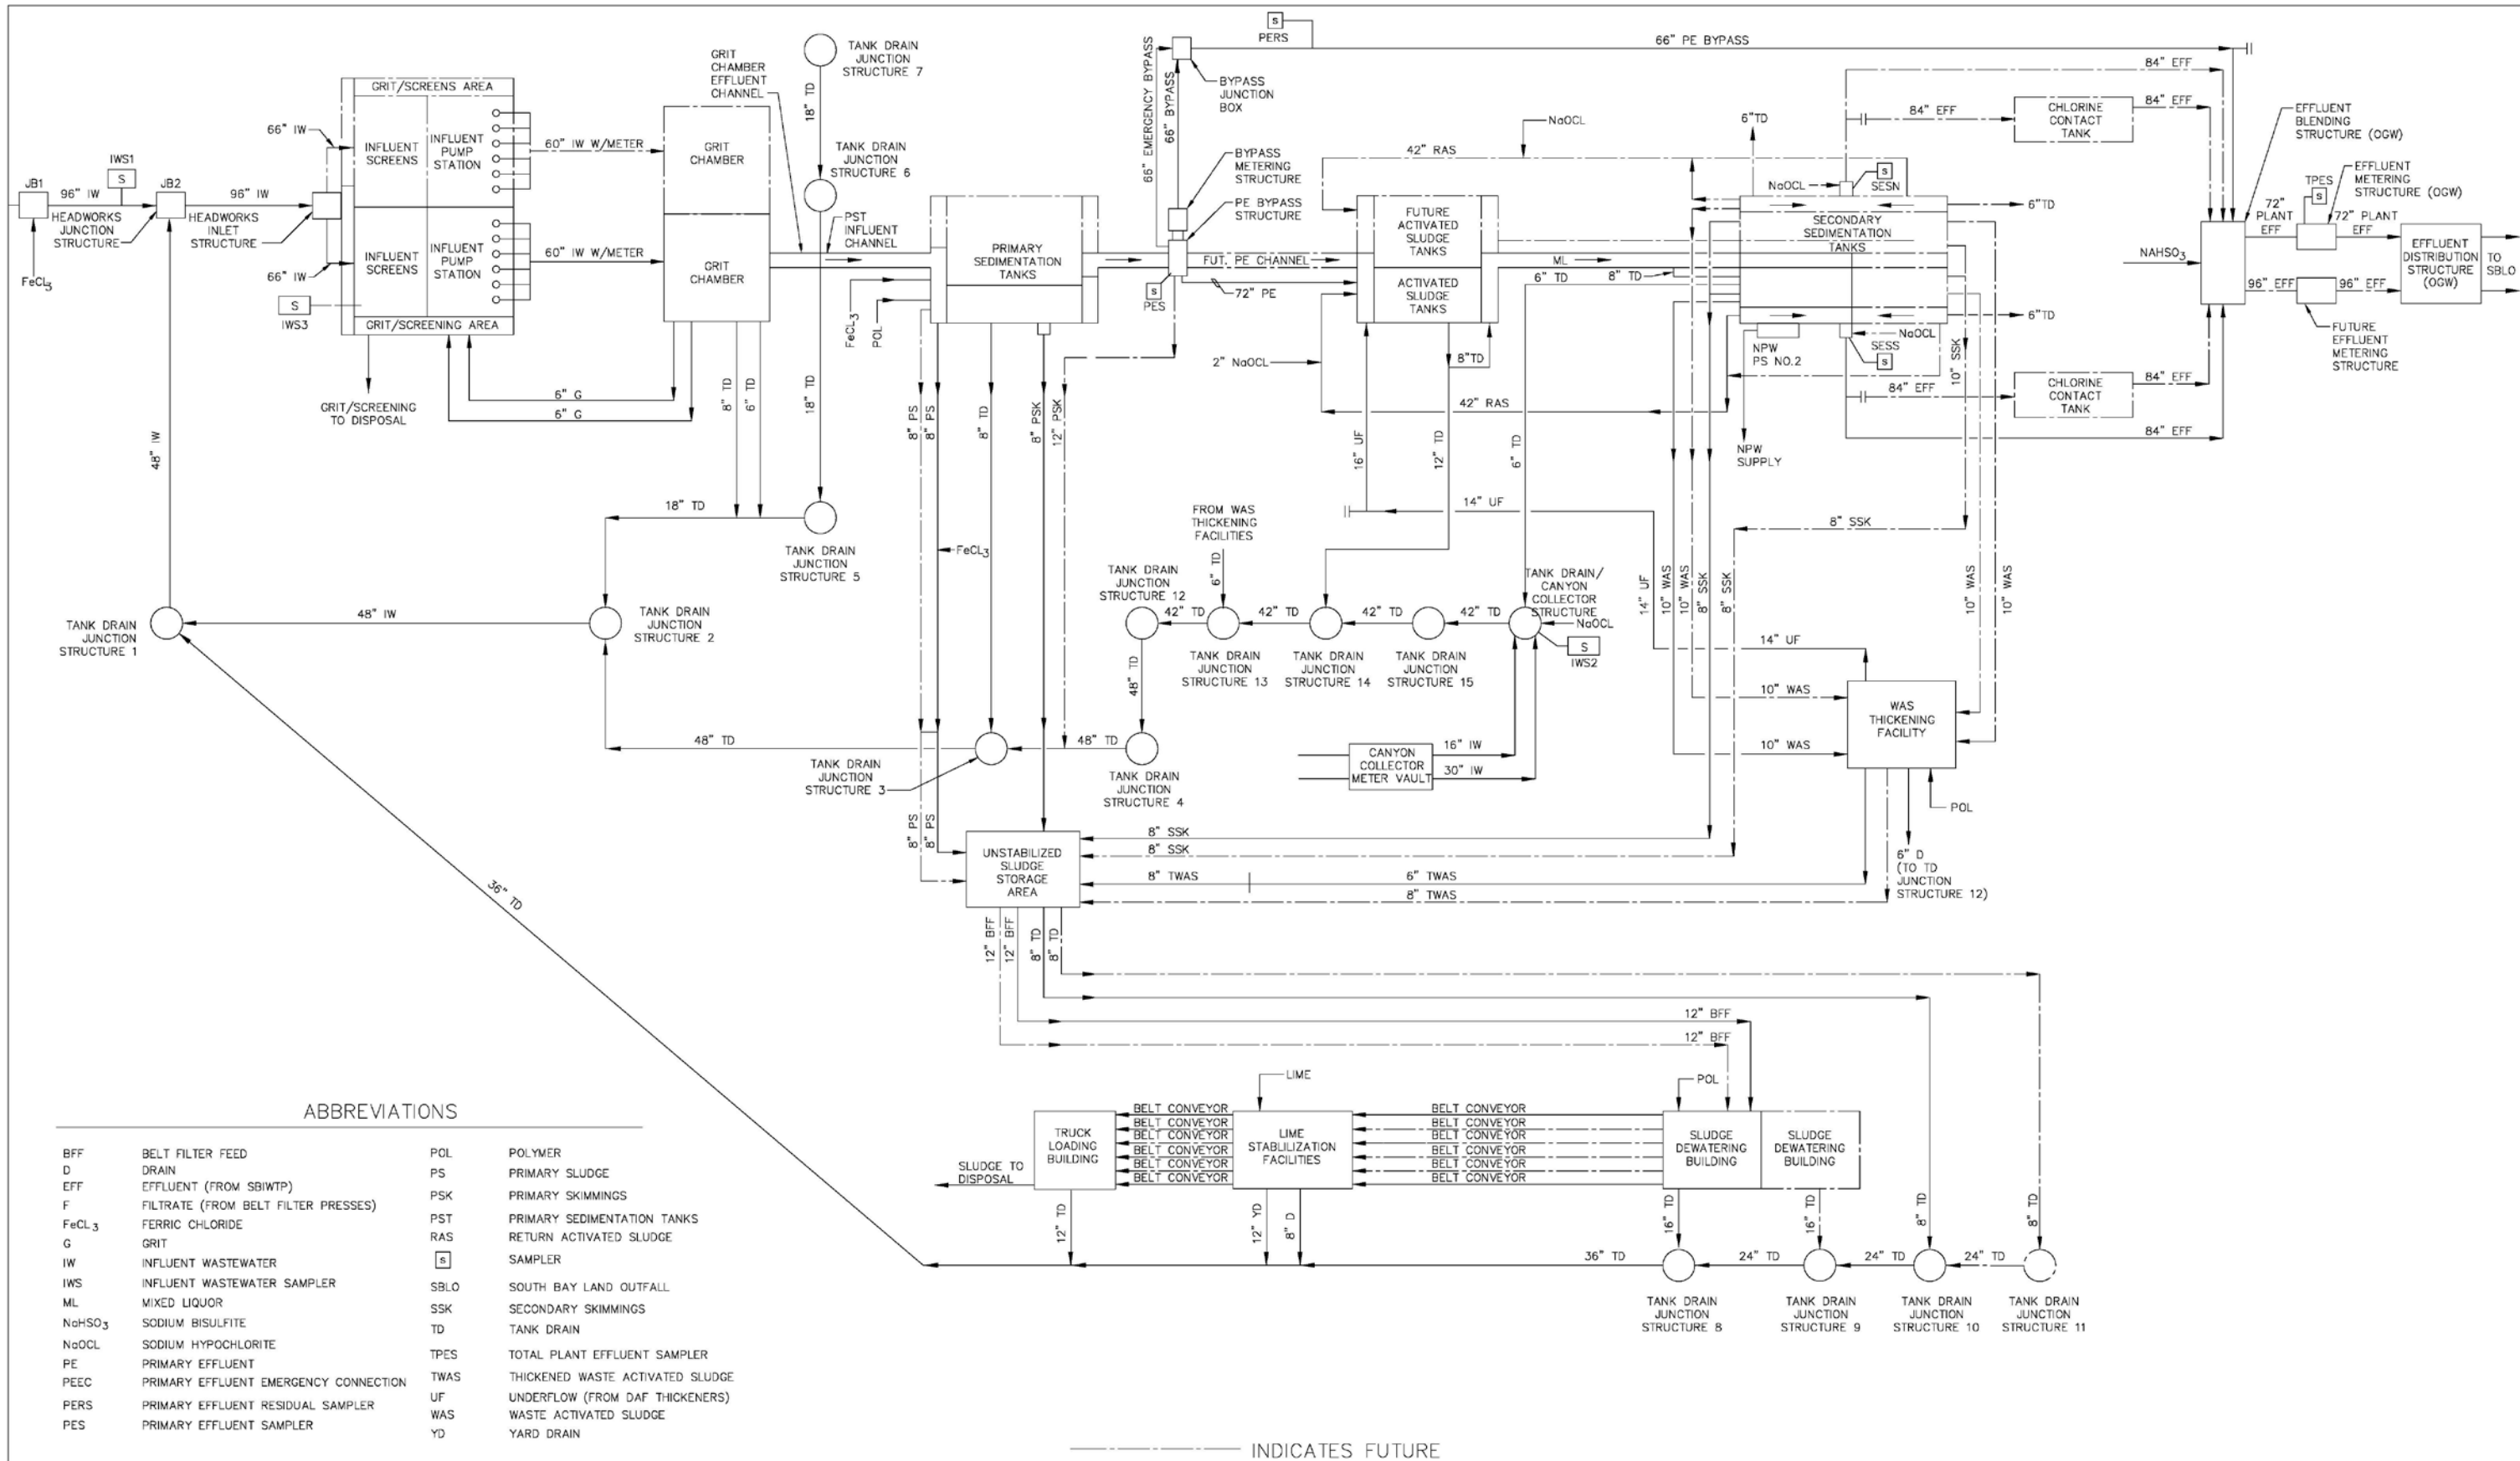 S
PERS
66" PE BYPASS
TANK DRAIN
JUNCTION
STRUCTURE 7
GRIT
CHAMBER
EFFLUENT
CHANNEL
18" TD
66" EMERGENCY BYPASS
66" BYPASS
BYPASS
JUNCTION
BOX
84" EFF
GRIT/SCREENS AREA
66" IW
INFLUENT
SCREENS
INFLUENT
PUMP
STATION
60" IW W/METER
GRIT
CHAMBER
TANK DRAIN
JUNCTION
STRUCTURE 6
NaOCL
6"TD
84" EFF
CHLORINE
CONTACT
TANK
84" EFF
EFFLUENT
BLENDING
STRUCTURE (OGW)
42" RAS
BYPASS
METERING
STRUCTURE
PE BYPASS
STRUCTURE
IWS1
S
JB1
96" IW
JB2
96" IW
HEADWORKS
JUNCTION
STRUCTURE
HEADWORKS
INLET
STRUCTURE
FeCL3
66" IW
S
IWS3
INFLUENT
SCREENS
INFLUENT
PUMP
STATION
60" IW W/METER
GRIT
CHAMBER
GRIT/SCREENING AREA
PST
INFLUENT
CHANNEL
PRIMARY
SEDIMENTATION
TANKS
FeCL3
POL
S
PES
FUT. PE CHANNEL
72" PE
FUTURE
ACTIVATED
SLUDGE
TANKS
ACTIVATED
SLUDGE
TANKS
ML
6" TD
8" TD
NaOCL
S
SESN
SECONDARY
SEDIMENTATION
TANKS
6"TD
6"TD
NaOCL
SESS
S
NPW
PS NO.2
NPW
SUPPLY
TPES
S
EFFLUENT
METERING
STRUCTURE (OGW)
72"
PLANT
EFF
72" PLANT
EFF
NAHSO3
EFFLUENT
DISTRIBUTION
STRUCTURE
(OGW)
TO
SBLO
96" EFF
96" EFF
FUTURE
EFFLUENT
METERING
STRUCTURE
84" EFF
CHLORINE
CONTACT
TANK
84" EFF
84" EFF
GRIT/SCREENING
TO DISPOSAL
6" G
6" G
8" TD
6" TD
18" TD
8" PS
8" PS
8" TD
8" PSK
12" PSK
2" NaOCL
8"TD
42" RAS
16" UF
12" TD
6" TD
10" SSK
48" IW
18" TD
TANK DRAIN
JUNCTION
STRUCTURE 5
FeCL3
FROM WAS
THICKENING
FACILITIES
6" TD
14" UF
8" SSK
14" UF
10" WAS
10" WAS
8" SSK
8" SSK
10" WAS
10" WAS
TANK DRAIN
JUNCTION
STRUCTURE 1
48" IW
TANK DRAIN
JUNCTION
STRUCTURE 2
TANK DRAIN
JUNCTION
STRUCTURE 12
42" TD
42" TD
42" TD
42" TD
TANK DRAIN/
CANYON
COLLECTOR
STRUCTURE
NaOCL
S
IWS2
TANK DRAIN
JUNCTION
STRUCTURE 13
TANK DRAIN
JUNCTION
STRUCTURE 14
TANK DRAIN
JUNCTION
STRUCTURE 15
48" TD
14" UF
10" WAS
10" WAS
WAS
THICKENING
FACILITY
POL
48" TD
TANK DRAIN
JUNCTION
STRUCTURE 3
48" TD
TANK DRAIN
JUNCTION
STRUCTURE 4
CANYON
COLLECTOR
METER VAULT
16" IW
30" IW
6" D
(TO TD
JUNCTION
STRUCTURE 12)
36" TD
8" PS
8" PS
UNSTABILIZED
SLUDGE
STORAGE
AREA
8" SSK
8" SSK
8" TWAS
6" TWAS
8" TWAS
12" BFF
12" BFF
8" TD
8" TD
12" BFF
12" BFF
LIME
POL
TRUCK
LOADING
BUILDING
BELT CONVEYOR
BELT CONVEYOR
BELT CONVEYOR
BELT CONVEYOR
BELT CONVEYOR
BELT CONVEYOR
LIME
STABLILIZATION
FACILITIES
BELT CONVEYOR
BELT CONVEYOR
BELT CONVEYOR
BELT CONVEYOR
BELT CONVEYOR
BELT CONVEYOR
SLUDGE
DEWATERING
BUILDING
SLUDGE
DEWATERING
BUILDING
SLUDGE TO
DISPOSAL
12" TD
12" YD
8" D
16" TD
16" TD
8" TD
8" TD
36" TD
24" TD
24" TD
24" TD
TANK DRAIN
JUNCTION
STRUCTURE 8
TANK DRAIN
JUNCTION
STRUCTURE 9
TANK DRAIN
JUNCTION
STRUCTURE 10
TANK DRAIN
JUNCTION
STRUCTURE 11
ABBREVIATIONS
BFF BELT FILTER FEED
D DRAIN
EFF EFFLUENT (FROM SBIWTP)
F FILTRATE (FROM BELT FILTER PRESSES)
FeCL3 FERRIC CHLORIDE
G GRIT
IW INFLUENT WASTEWATER
IWS INFLUENT WASTEWATER SAMPLER
ML MIXED LIQUOR
NaHSO3 SODIUM BISULFITE
NaOCL SODIUM HYPOCHLORITE
PE PRIMARY EFFLUENT
PEEC PRIMARY EFFLUENT EMERGENCY CONNECTION
PERS PRIMARY EFFLUENT RESIDUAL SAMPLER
PES PRIMARY EFFLUENT SAMPLER
POL POLYMER
PS PRIMARY SLUDGE
PSK PRIMARY SKIMMINGS
PST PRIMARY SEDIMENTATION TANKS
RAS RETURN ACTIVATED SLUDGE
S SAMPLER
SBLO SOUTH BAY LAND OUTFALL
SSK SECONDARY SKIMMINGS
TD TANK DRAIN
TPES TOTAL PLANT EFFLUENT SAMPLER
TWAS THICKENED WASTE ACTIVATED SLUDGE
UF UNDERFLOW (FROM DAF THICKENERS)
WAS WASTE ACTIVATED SLUDGE
YD YARD DRAIN
INDICATES FUTURE